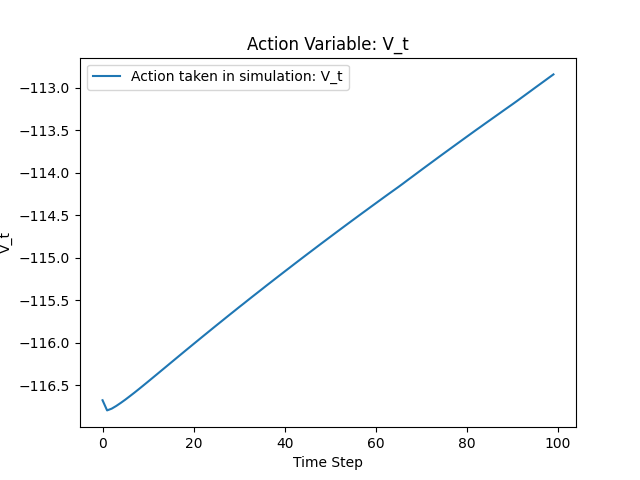 Action Variable: V_t
Action taken in simulation: V_t
−113.0
−113.5
−114.0
−114.5
−115.0
−115.5
−116.0
−116.5
V_t
0 20 40 60 80 100
Time Step